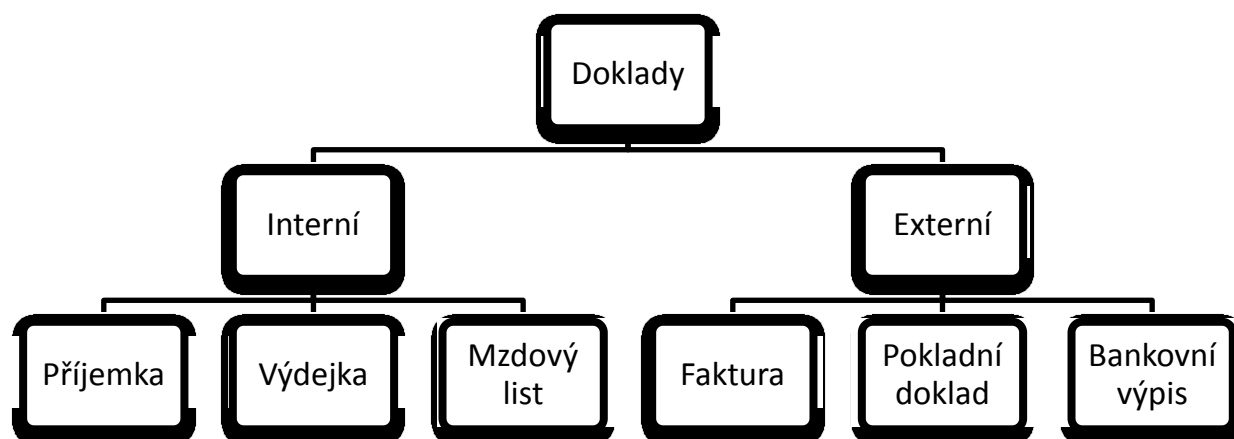 Doklady
Interní
Externí
Příjemka
Výdejka
Mzdový
list
Faktura
Pokladní
doklad
Bankovní
výpis